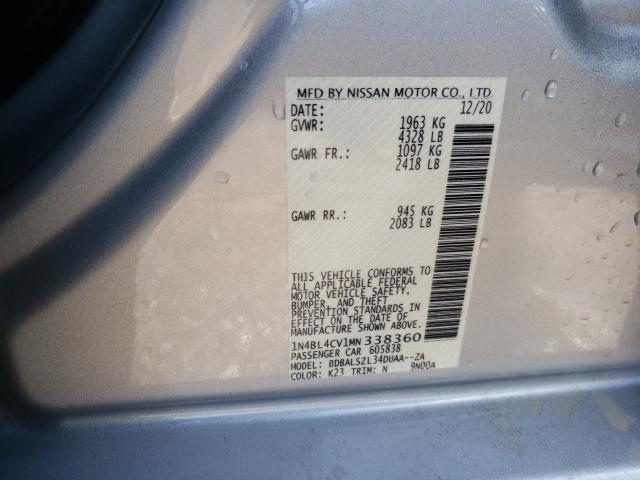 MFD BY NISSAN MOTOR CO., LTD.
DATE: 12/20
GVWR: 1963 KG
4328 LB
GAWR FR.: 1097 KG
2418 LB
GAWR RR.: 945 KG
2083 LB
THIS VEHICLE CONFORMS TO
ALL APPLICABLE FEDERAL
MOTOR VEHICLE SAFETY,
BUMPER, AND THEFT
PREVENTION STANDARDS IN
EFFECT ON THE DATE OF
MANUFACTURE SHOWN ABOVE.
1N4BL4CV1MN338360
PASSENGER CAR 605838
MODEL: BDBALSZL34DUAA--ZA
COLOR: K23 TRIM: N 9N00A